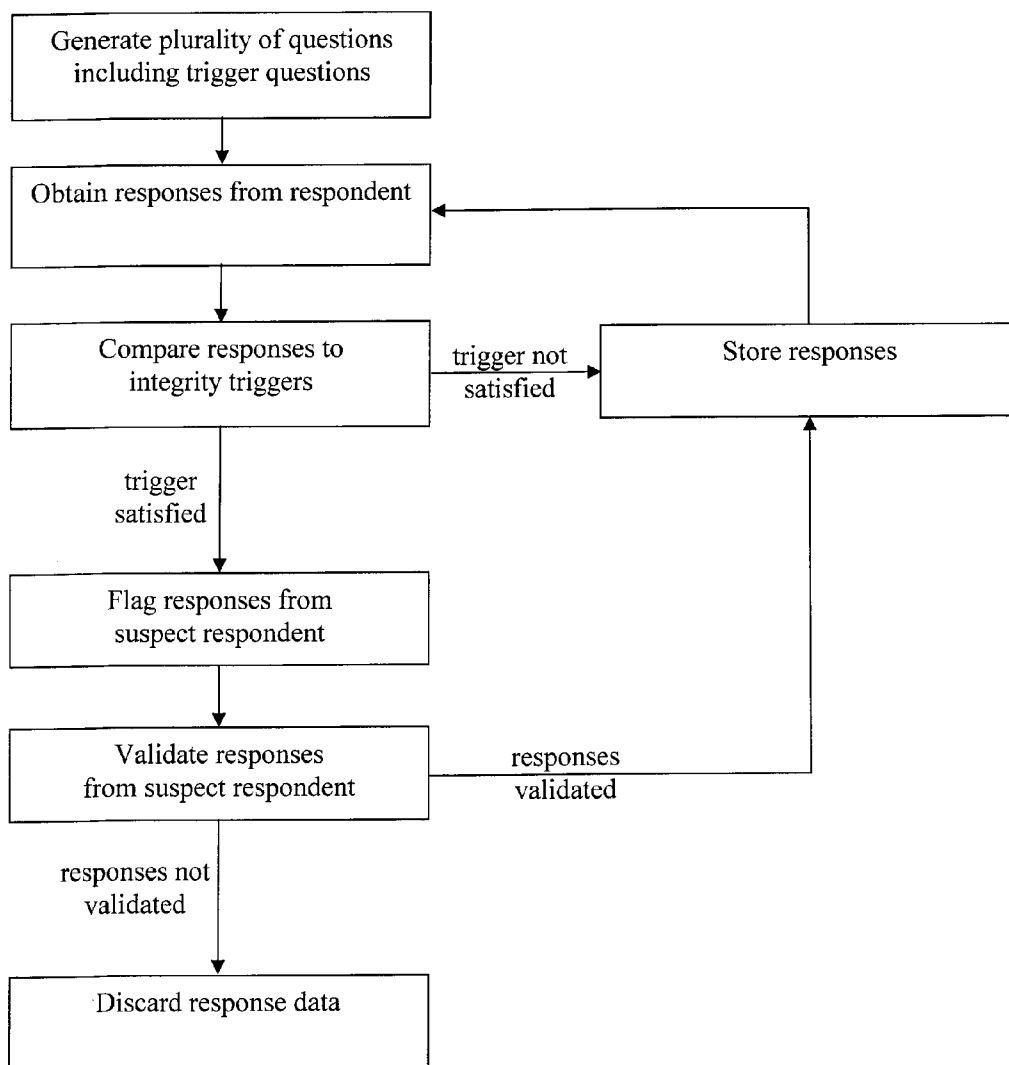 Generate plurality of questions
including trigger questions
Obtain responses from respondent
Compare responses to
integrity triggers
trigger not
satisfied
Store responses
trigger
satisfied
Flag responses from
suspect respondent
Validate responses
from suspect respondent
responses
validated
responses not
validated
Discard response data